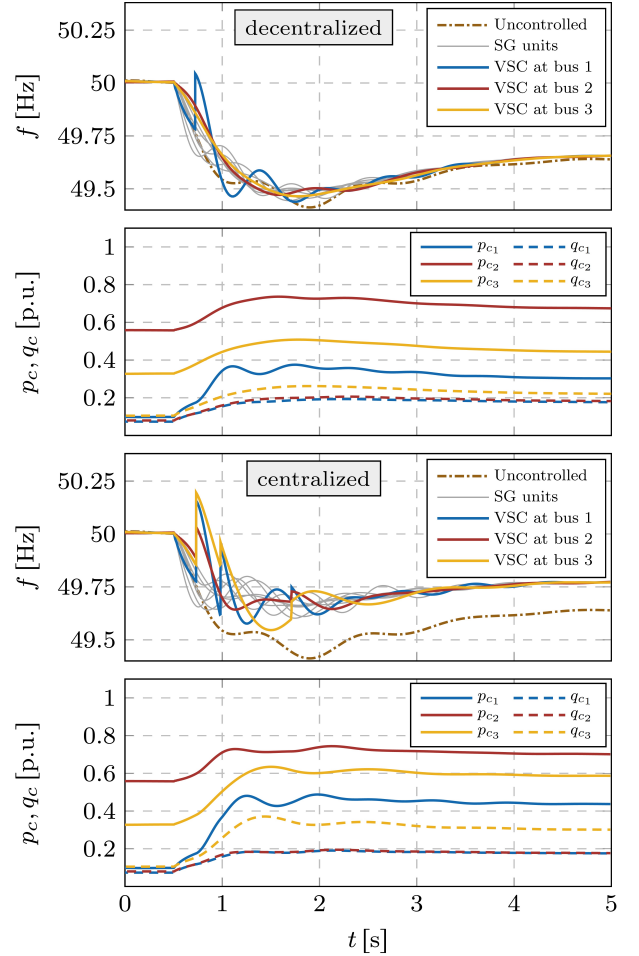 50.25
50
49.75
49.5
f [Hz]
decentralized
Uncontrolled
SG units
VSC at bus 1
VSC at bus 2
VSC at bus 3
1
0.8
0.6
0.4
0.2
p_c, q_c [p.u.]
p_{c_1} q_{c_1}
p_{c_2} q_{c_2}
p_{c_3} q_{c_3}
50.25
50
49.75
49.5
f [Hz]
centralized
Uncontrolled
SG units
VSC at bus 1
VSC at bus 2
VSC at bus 3
1
0.8
0.6
0.4
0.2
p_c, q_c [p.u.]
p_{c_1} q_{c_1}
p_{c_2} q_{c_2}
p_{c_3} q_{c_3}
0 1 2 3 4 5
t [s]